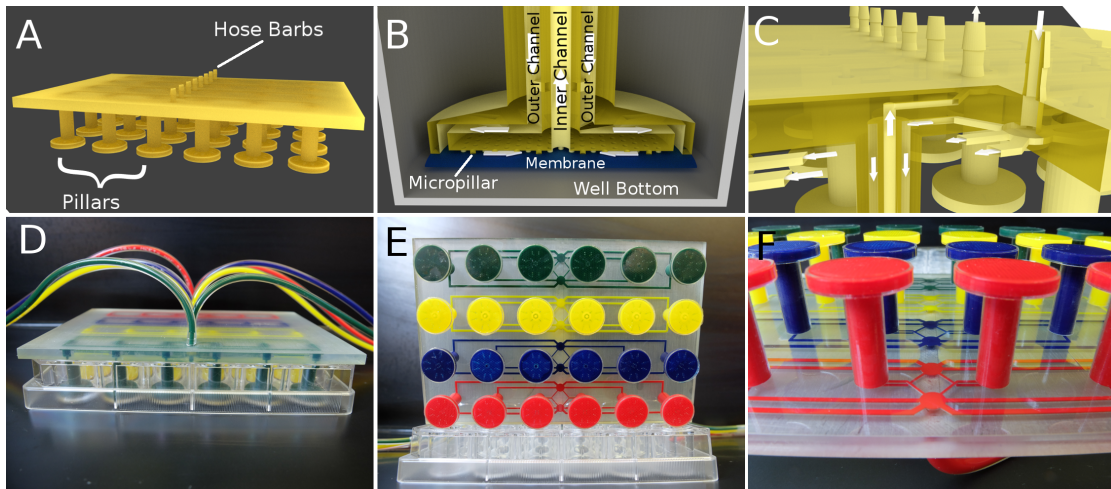 A
Hose Barbs
Pillars
B
Outer Channel
Inner Channel
Outer Channel
Membrane
Micropillar
Well Bottom
C
D
E
F